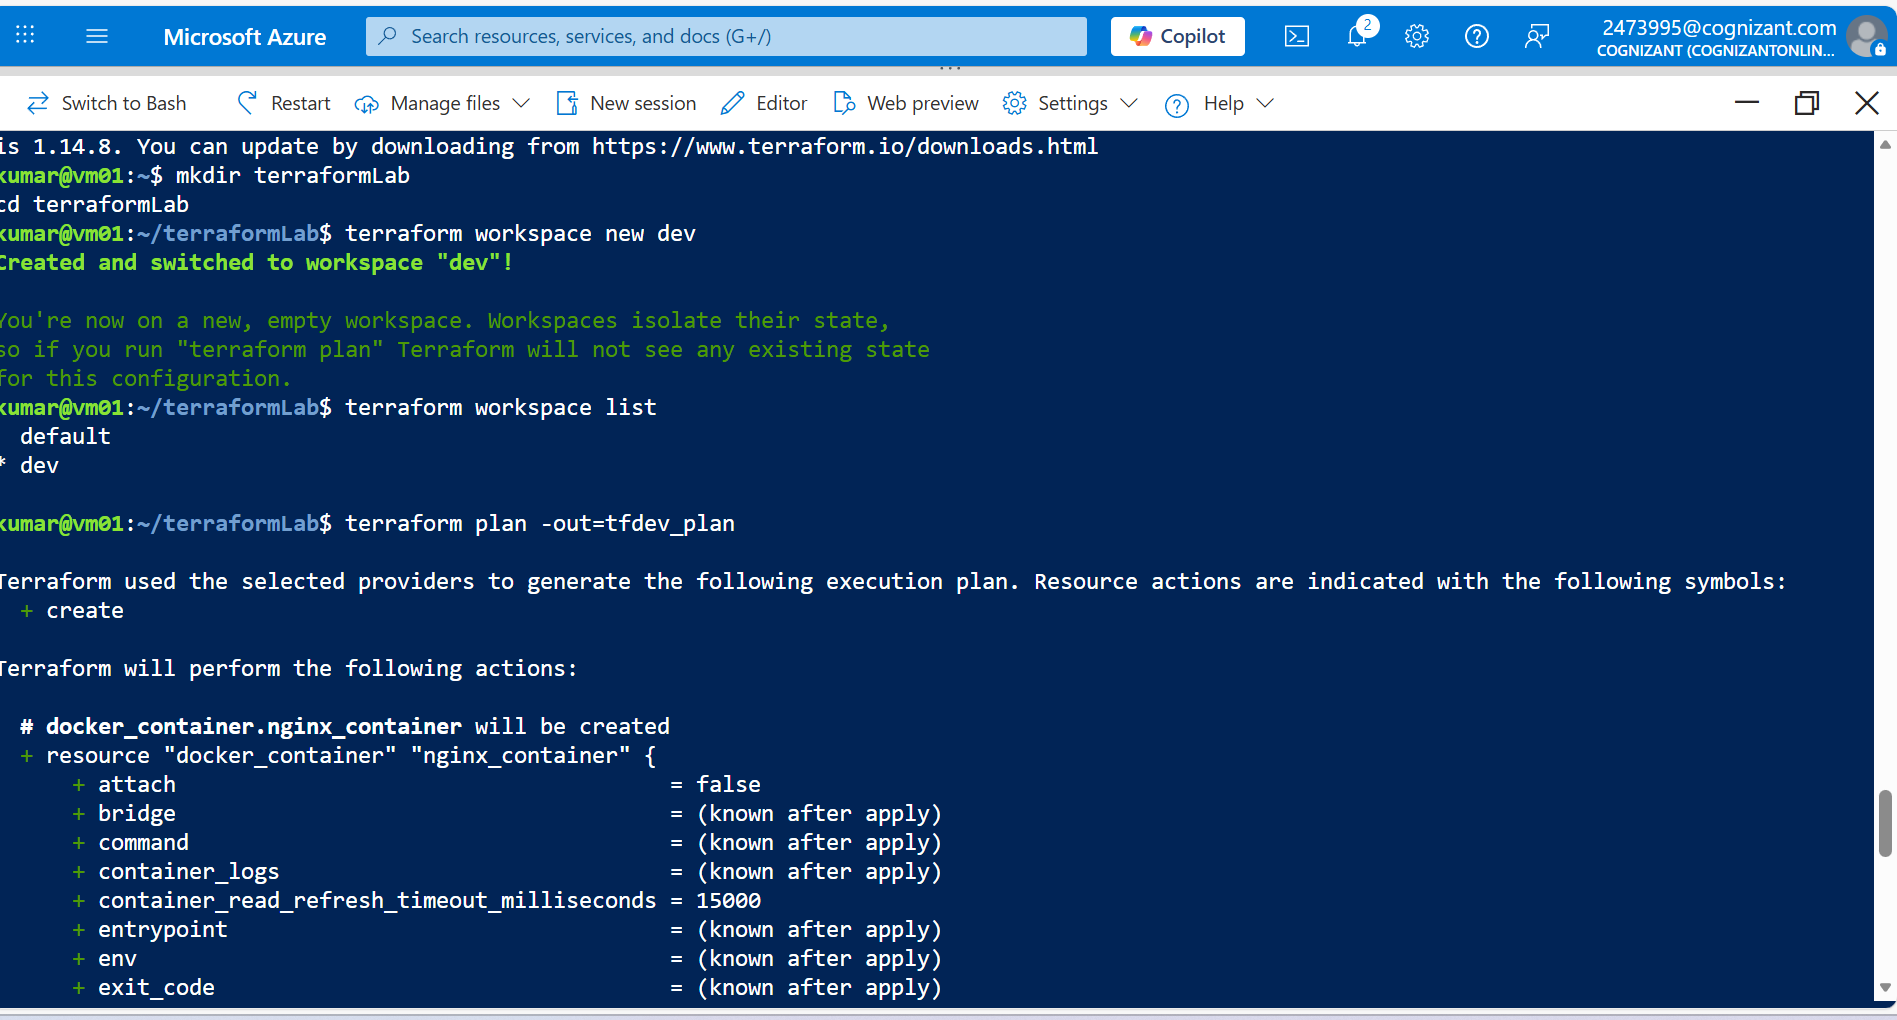 Microsoft Azure
Search resources, services, and docs (G+/)
Copilot
2
2473995@cognizant.com
COGNIZANT (COGNIZANTONLIN...
Switch to Bash
Restart
Manage files
New session
Editor
Web preview
Settings
Help
is 1.14.8. You can update by downloading from https://www.terraform.io/downloads.html
kumar@vm01:~$ mkdir terraformLab
cd terraformLab
kumar@vm01:~/terraformLab$ terraform workspace new dev
Created and switched to workspace "dev"!
You're now on a new, empty workspace. Workspaces isolate their state,
so if you run "terraform plan" Terraform will not see any existing state
for this configuration.
kumar@vm01:~/terraformLab$ terraform workspace list
  default
* dev
kumar@vm01:~/terraformLab$ terraform plan -out=tfdev_plan
Terraform used the selected providers to generate the following execution plan. Resource actions are indicated with the following symbols:
  + create
Terraform will perform the following actions:
  # docker_container.nginx_container will be created
  + resource "docker_container" "nginx_container" {
      + attach                                      = false
      + bridge                                      = (known after apply)
      + command                                     = (known after apply)
      + container_logs                              = (known after apply)
      + container_read_refresh_timeout_milliseconds = 15000
      + entrypoint                                  = (known after apply)
      + env                                         = (known after apply)
      + exit_code                                   = (known after apply)